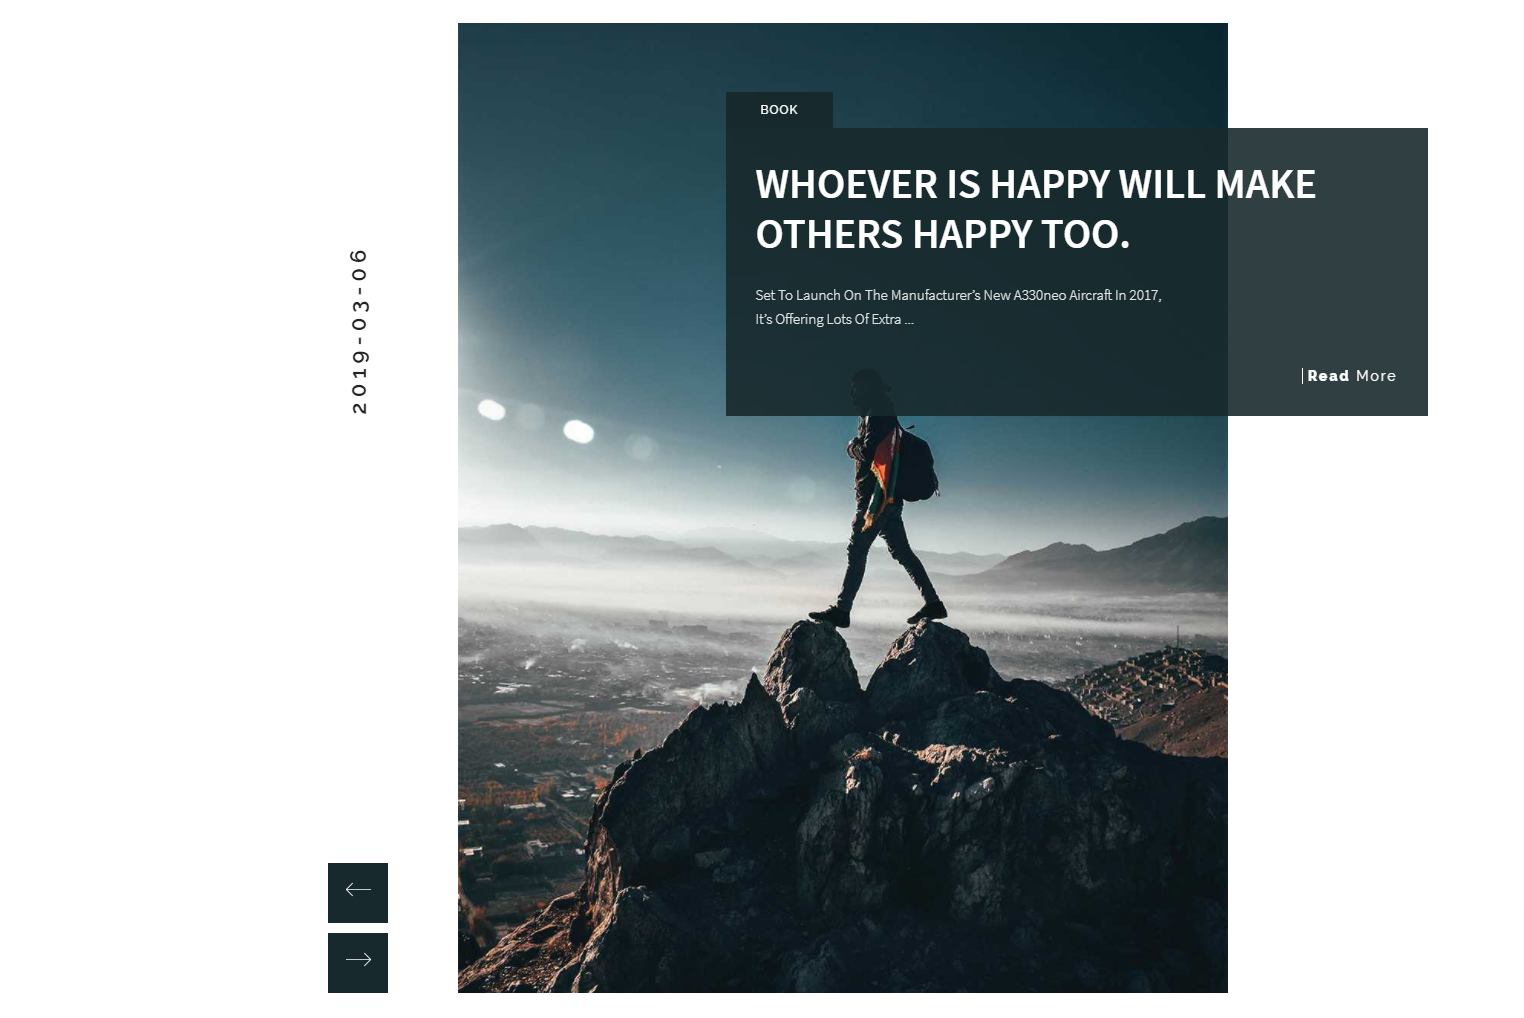 2019-03-06
BOOK
WHOEVER IS HAPPY WILL MAKE
OTHERS HAPPY TOO.
Set To Launch On The Manufacturer’s New A330neo Aircraft In 2017,
It’s Offering Lots Of Extra ...
Read More